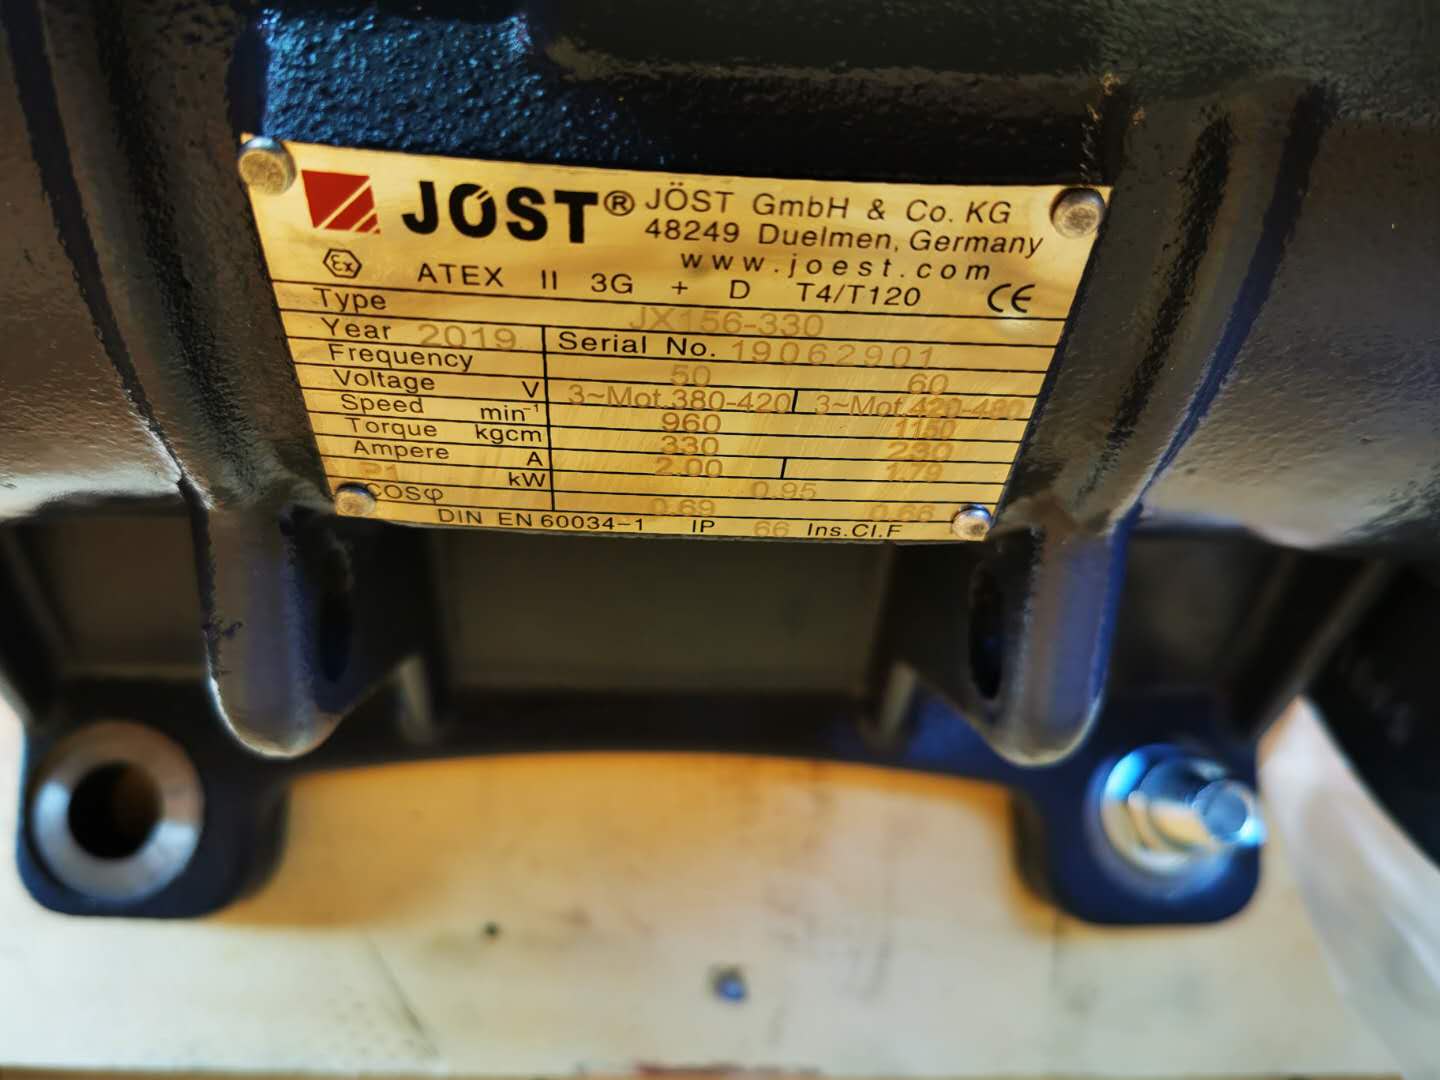 JÖST® JÖST GmbH & Co. KG
48249 Duelmen, Germany
www.joest.com
Ex ATEX II 3G + D T4/T120 CE
Type JX156-330
Year 2019 Serial No. 19062901
Frequency 50 60
Voltage V 3~Mot.380-420 3~Mot.420-480
Speed min⁻¹ 960 1150
Torque kgcm 330 230
Ampere A 2.00 1.79
P1 kW 0.95
COSφ 0.69 0.66
DIN EN 60034-1 IP 66 Ins.Cl.F